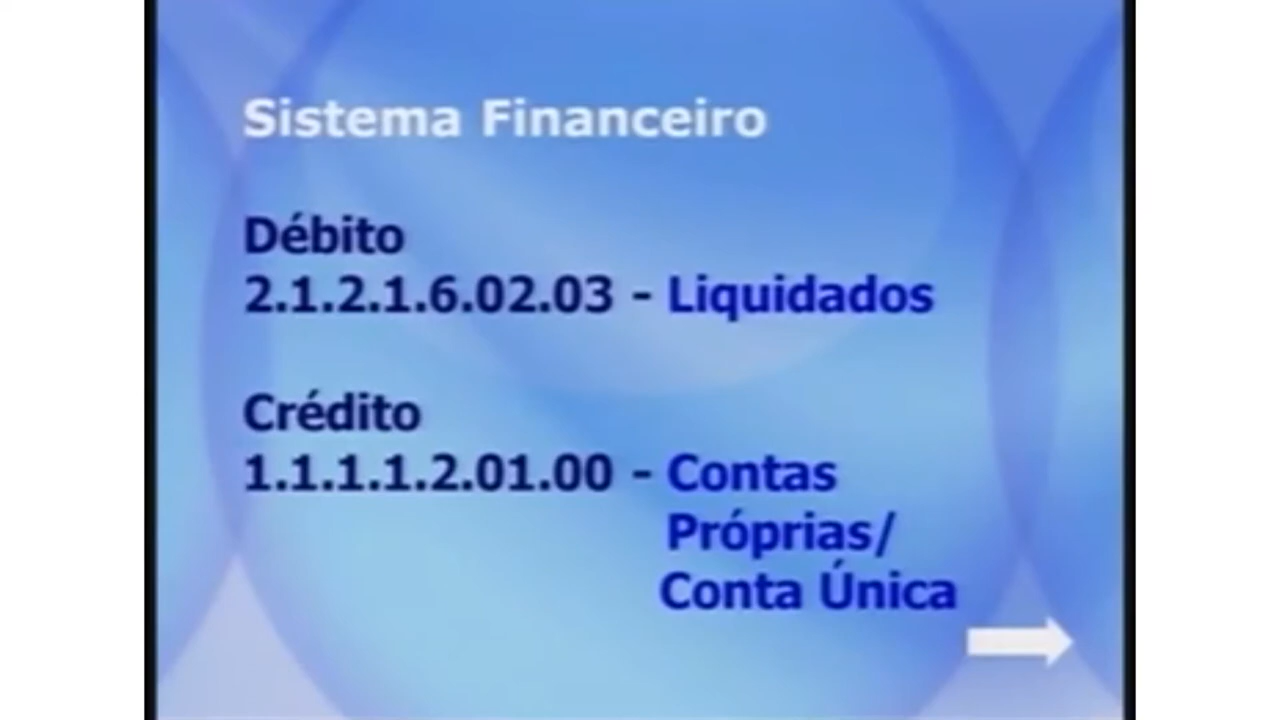 Sistema Financeiro
Débito
2.1.2.1.6.02.03 - Liquidados
Crédito
1.1.1.1.2.01.00 - Contas
Próprias/
Conta Única